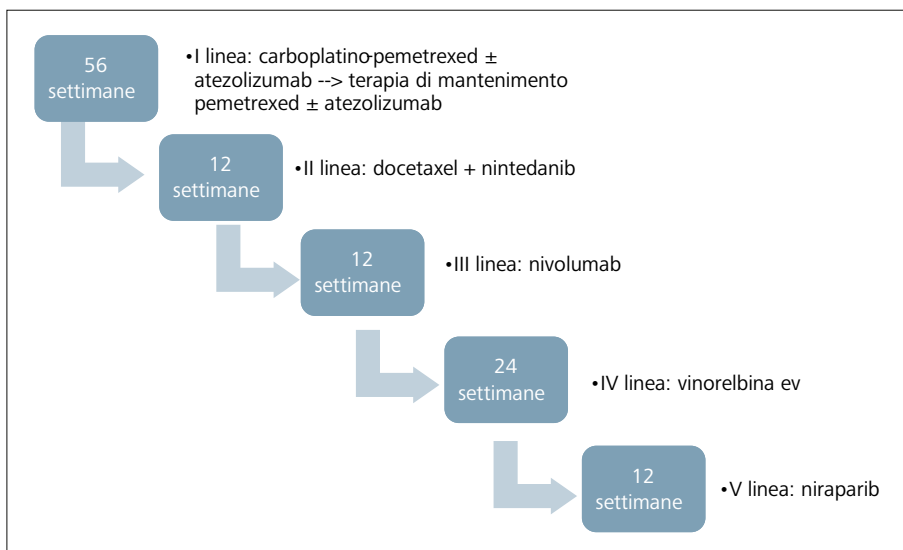 56
settimane
•I linea: carboplatino-pemetrexed ±
atezolizumab --> terapia di mantenimento
pemetrexed ± atezolizumab
12
settimane
•II linea: docetaxel + nintedanib
12
settimane
•III linea: nivolumab
24
settimane
•IV linea: vinorelbina ev
12
settimane
•V linea: niraparib